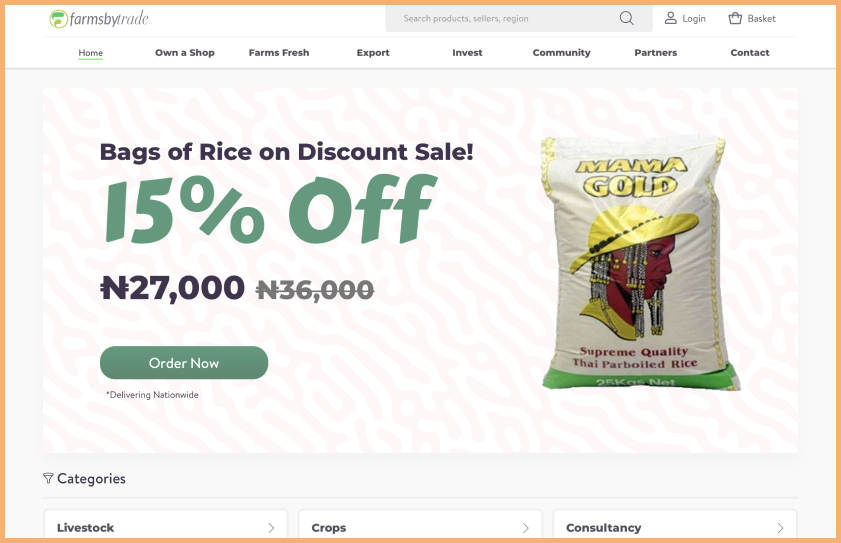 farmsbytrade
Search products, sellers, region
Login
Basket
Home
Own a Shop
Farms Fresh
Export
Invest
Community
Partners
Contact
Bags of Rice on Discount Sale!
15% Off
₦27,000 ₦36,000
Order Now
*Delivering Nationwide
MAMA
GOLD
Supreme Quality
Thai Parboiled Rice
25Kgs Net
Categories
Livestock
Crops
Consultancy